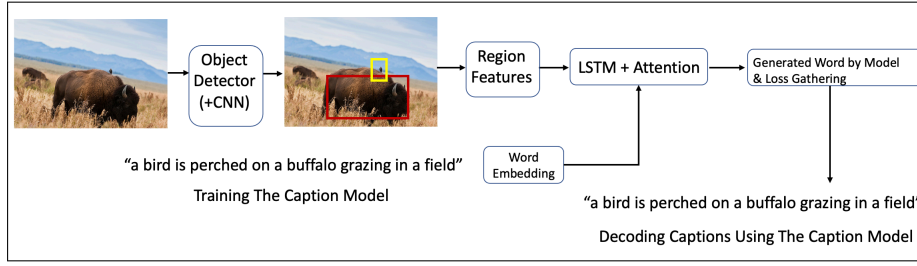 Object
Detector
(+CNN)
Region
Features
LSTM + Attention
Generated Word by Model
& Loss Gathering
Word
Embedding
“a bird is perched on a buffalo grazing in a field”
Training The Caption Model
“a bird is perched on a buffalo grazing in a field”
Decoding Captions Using The Caption Model